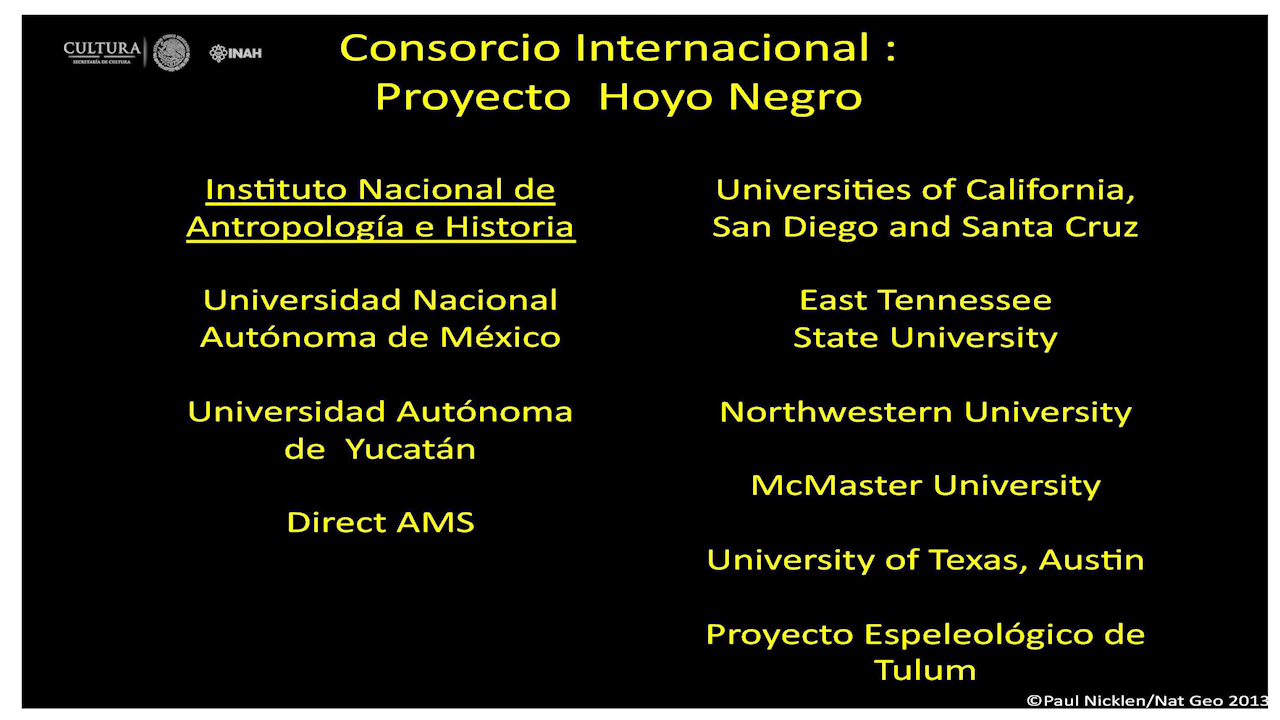 CULTURA
SECRETARÍA DE CULTURA
INAH
Consorcio Internacional :
Proyecto Hoyo Negro
Instituto Nacional de
Antropología e Historia
Universidad Nacional
Autónoma de México
Universidad Autónoma
de Yucatán
Direct AMS
Universities of California,
San Diego and Santa Cruz
East Tennessee
State University
Northwestern University
McMaster University
University of Texas, Austin
Proyecto Espeleológico de
Tulum
©Paul Nicklen/Nat Geo 2013